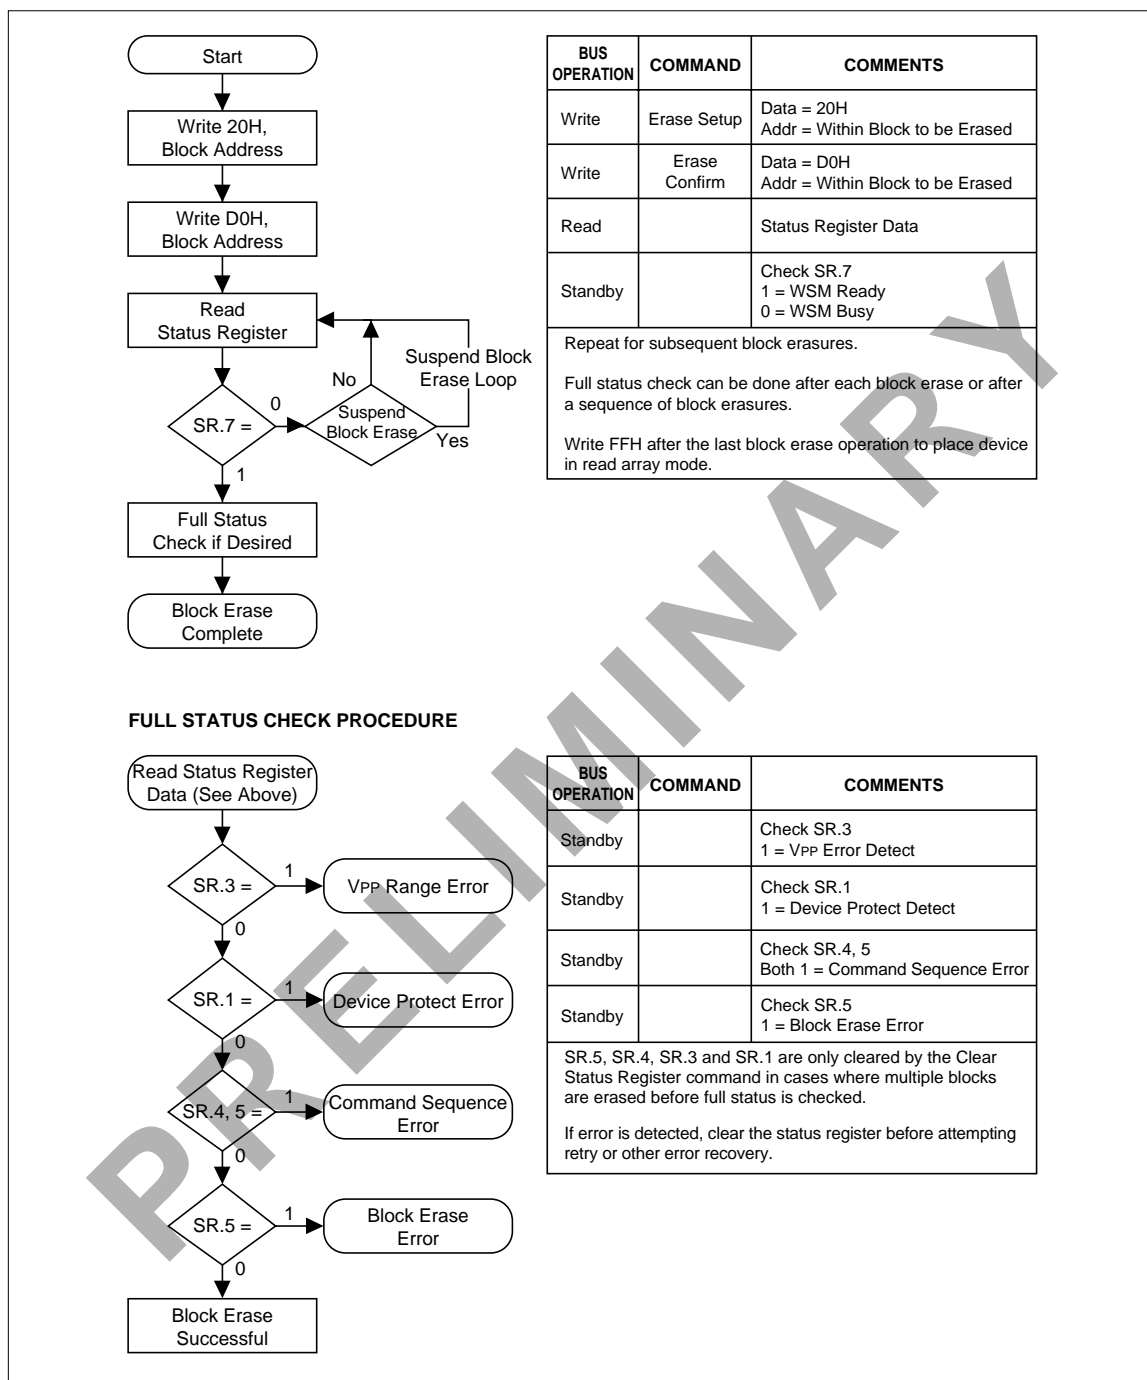 Start
Write 20H,
Block Address
Write D0H,
Block Address
Read
Status Register
Suspend Block
Erase Loop
No
0
SR.7 =
Suspend
Block Erase
Yes
1
Full Status
Check if Desired
Block Erase
Complete
BUS
OPERATION
COMMAND
COMMENTS
Write
Erase Setup
Data = 20H
Addr = Within Block to be Erased
Write
Erase
Confirm
Data = D0H
Addr = Within Block to be Erased
Read
Status Register Data
Standby
Check SR.7
1 = WSM Ready
0 = WSM Busy
Repeat for subsequent block erasures.
Full status check can be done after each block erase or after
a sequence of block erasures.
Write FFH after the last block erase operation to place device
in read array mode.
FULL STATUS CHECK PROCEDURE
Read Status Register
Data (See Above)
SR.3 =
1
VPP Range Error
0
SR.1 =
1
Device Protect Error
0
SR.4, 5 =
1
Command Sequence
Error
0
SR.5 =
1
Block Erase
Error
0
Block Erase
Successful
BUS
OPERATION
COMMAND
COMMENTS
Standby
Check SR.3
1 = VPP Error Detect
Standby
Check SR.1
1 = Device Protect Detect
Standby
Check SR.4, 5
Both 1 = Command Sequence Error
Standby
Check SR.5
1 = Block Erase Error
SR.5, SR.4, SR.3 and SR.1 are only cleared by the Clear
Status Register command in cases where multiple blocks
are erased before full status is checked.
If error is detected, clear the status register before attempting
retry or other error recovery.
PRELIMINARY